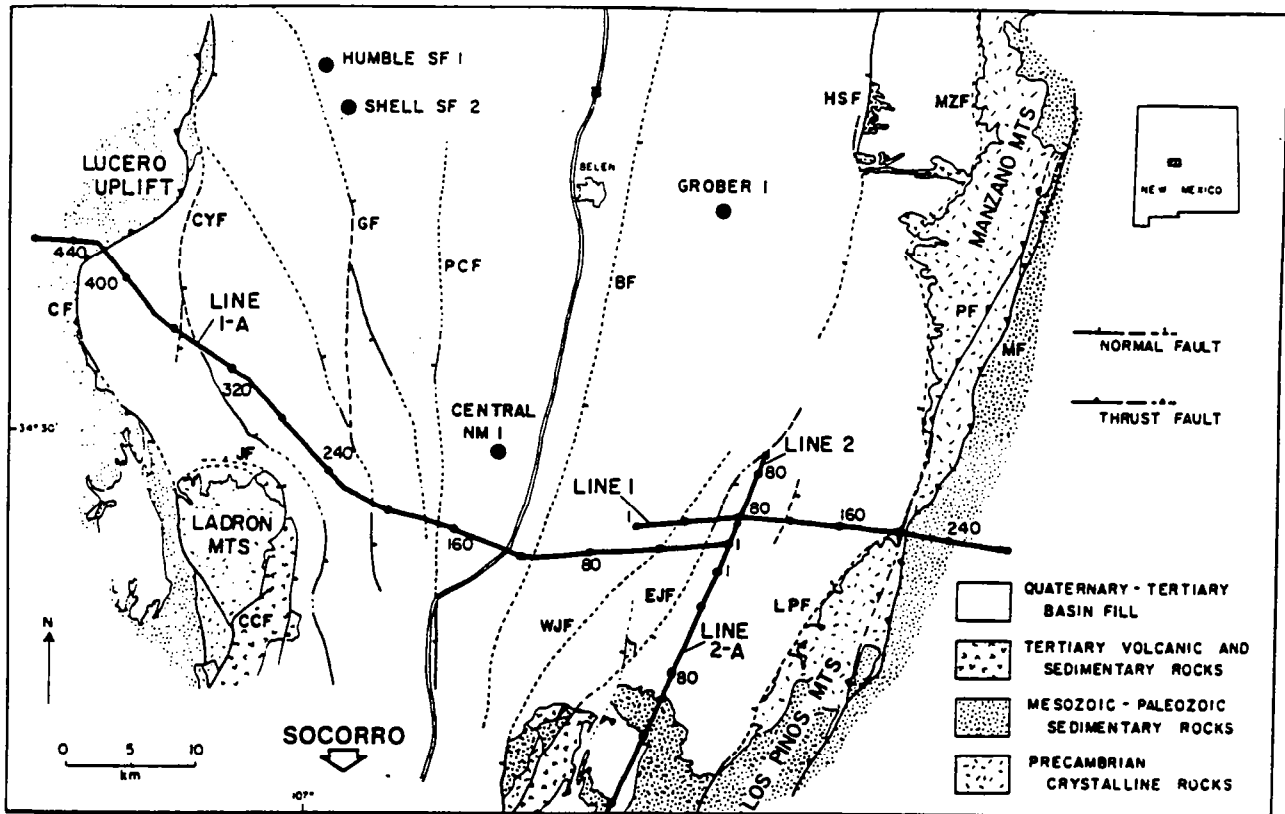 HUMBLE SF 1
SHELL SF 2
HSF
MZF
MANZANO MTS
NEW MEXICO
LUCERO
UPLIFT
BELEN
GROBER 1
CYF
GF
PCF
BF
440
400
CF
LINE
1-A
PF
MF
NORMAL FAULT
320
THRUST FAULT
34°30'
CENTRAL
NM 1
240
LINE 2
80
JF
LINE 1
1
80
160
240
LADRON
MTS
160
80
1
1
EJF
LPF
WJF
CCF
LINE
2-A
80
LOS PINOS MTS
QUATERNARY - TERTIARY
BASIN FILL
TERTIARY VOLCANIC AND
SEDIMENTARY ROCKS
MESOZOIC - PALEOZOIC
SEDIMENTARY ROCKS
PRECAMBRIAN
CRYSTALLINE ROCKS
N
0 5 10
km
SOCORRO
107°